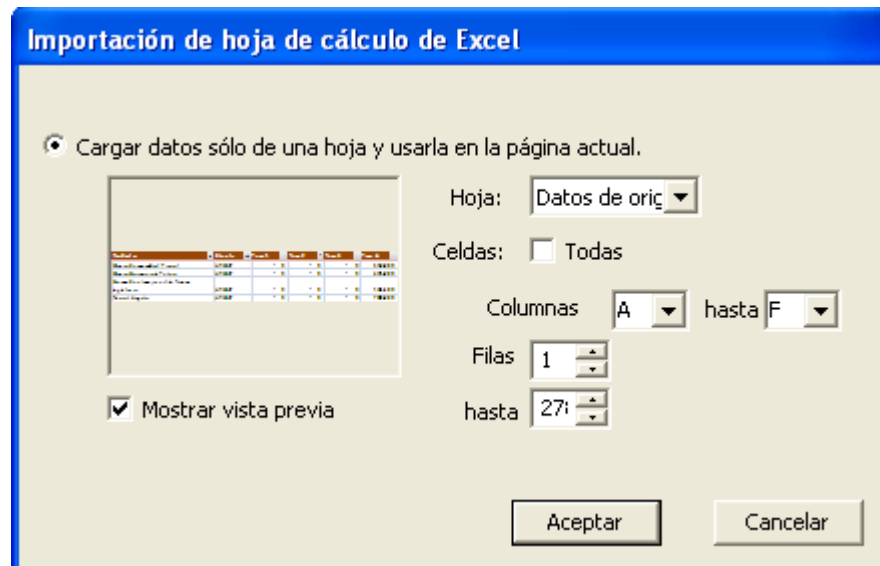 Importación de hoja de cálculo de Excel
Cargar datos sólo de una hoja y usarla en la página actual.
Hoja: Datos de orig
Celdas: Todas
Columnas A hasta F
Filas 1
Mostrar vista previa
hasta 27
Aceptar Cancelar